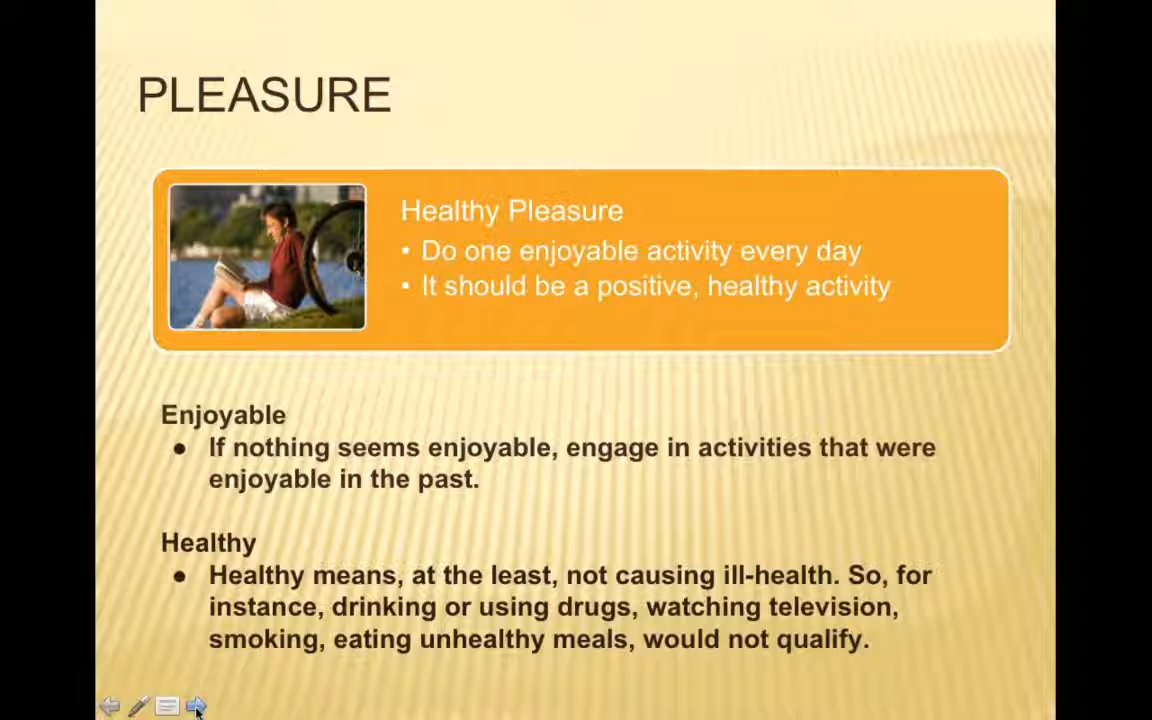 PLEASURE
Healthy Pleasure
• Do one enjoyable activity every day
• It should be a positive, healthy activity
Enjoyable
● If nothing seems enjoyable, engage in activities that were
enjoyable in the past.
Healthy
● Healthy means, at the least, not causing ill-health. So, for
instance, drinking or using drugs, watching television,
smoking, eating unhealthy meals, would not qualify.